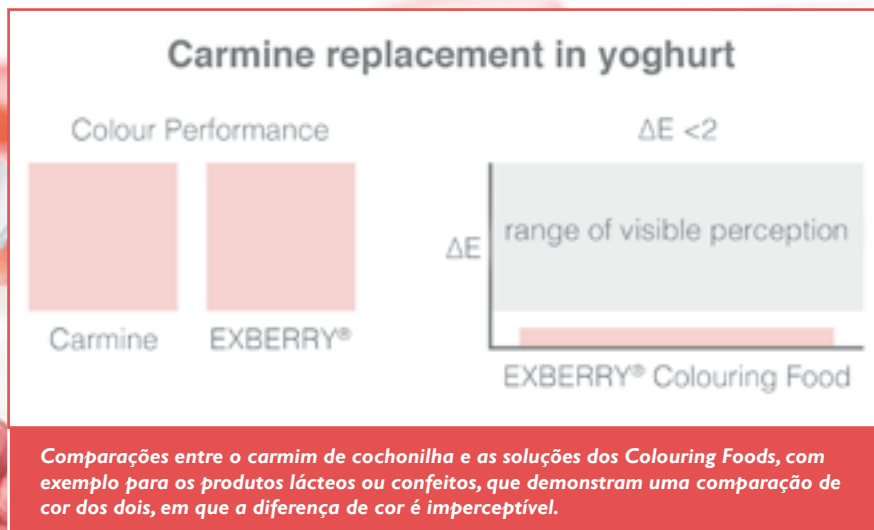 Carmine replacement in yoghurt
Colour Performance
Carmine
EXBERRY®
ΔE <2
ΔE
range of visible perception
EXBERRY® Colouring Food
Comparações entre o carmim de cochonilha e as soluções dos Colouring Foods, com
exemplo para os produtos lácteos ou confeitos, que demonstram uma comparação de
cor dos dois, em que a diferença de cor é imperceptível.